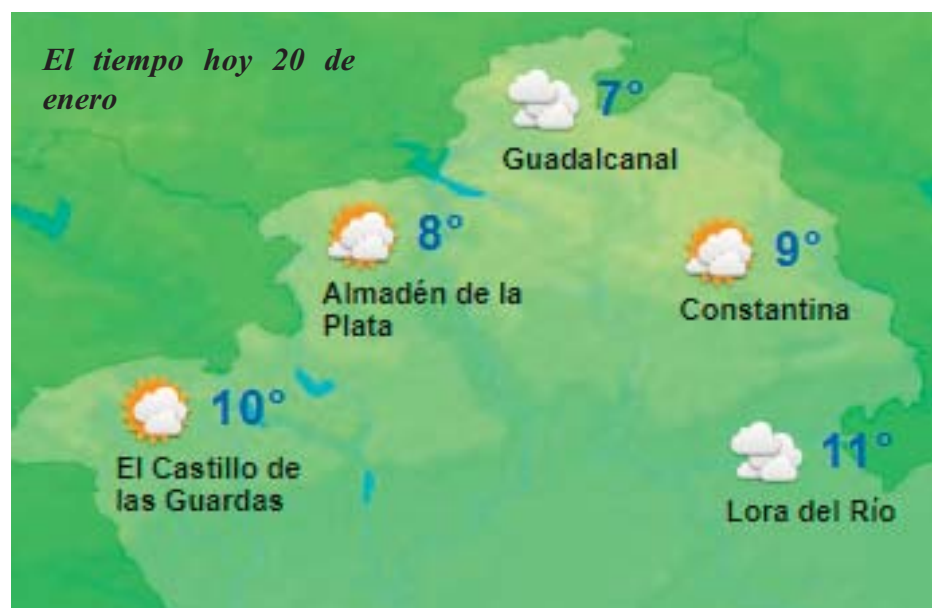 El tiempo hoy 20 de
enero
7°
Guadalcanal
8°
Almadén de la
Plata
9°
Constantina
10°
El Castillo de
las Guardas
11°
Lora del Río